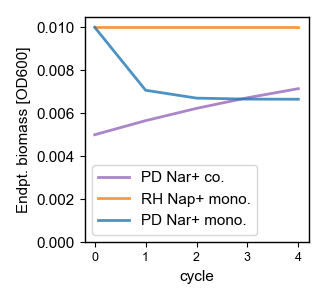 Endpt. biomass [OD600]
0.010
0.008
0.006
0.004
0.002
0.000
PD Nar+ co.
RH Nap+ mono.
PD Nar+ mono.
0 1 2 3 4
cycle